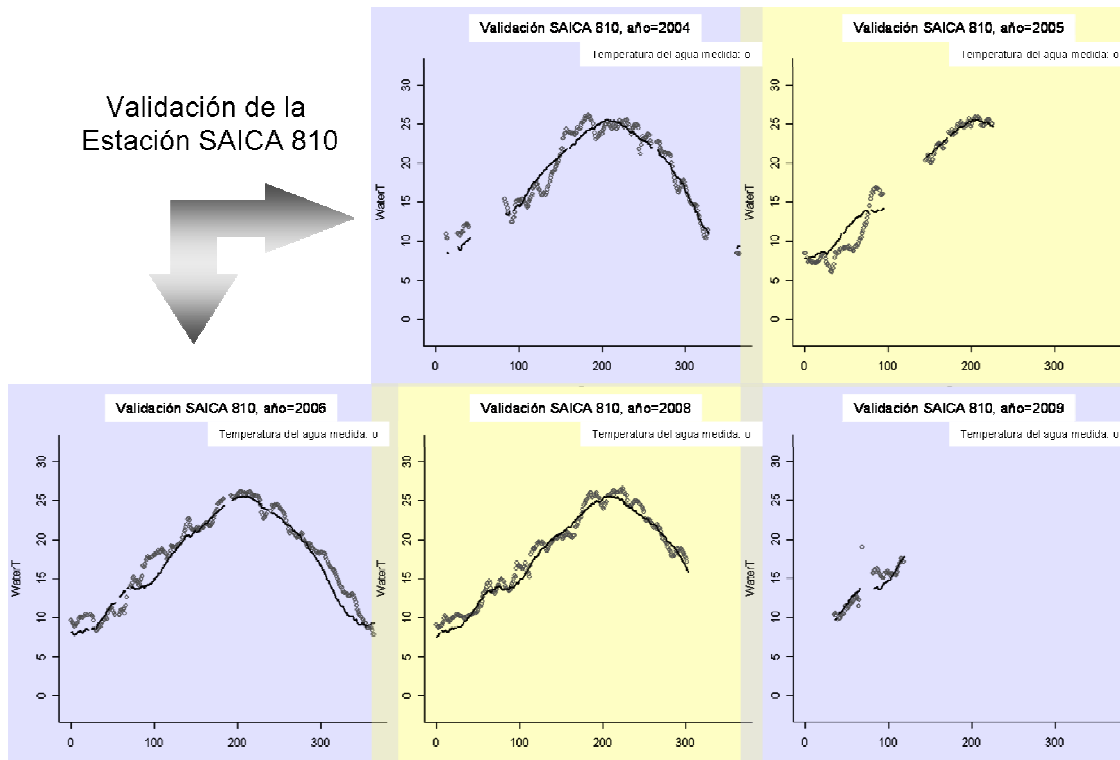 Validación de la
Estación SAICA 810
Validación SAICA 810, año=2004
Temperatura del agua medida: o
WaterT
30
25
20
15
10
5
0
0 100 200 300
Validación SAICA 810, año=2005
Temperatura del agua medida: o
WaterT
30
25
20
15
10
5
0
0 100 200 300
Validación SAICA 810, año=2006
Temperatura del agua medida: o
WaterT
30
25
20
15
10
5
0
0 100 200 300
Validación SAICA 810, año=2008
Temperatura del agua medida: o
WaterT
30
25
20
15
10
5
0
0 100 200 300
Validación SAICA 810, año=2009
Temperatura del agua medida: o
WaterT
30
25
20
15
10
5
0
0 100 200 300